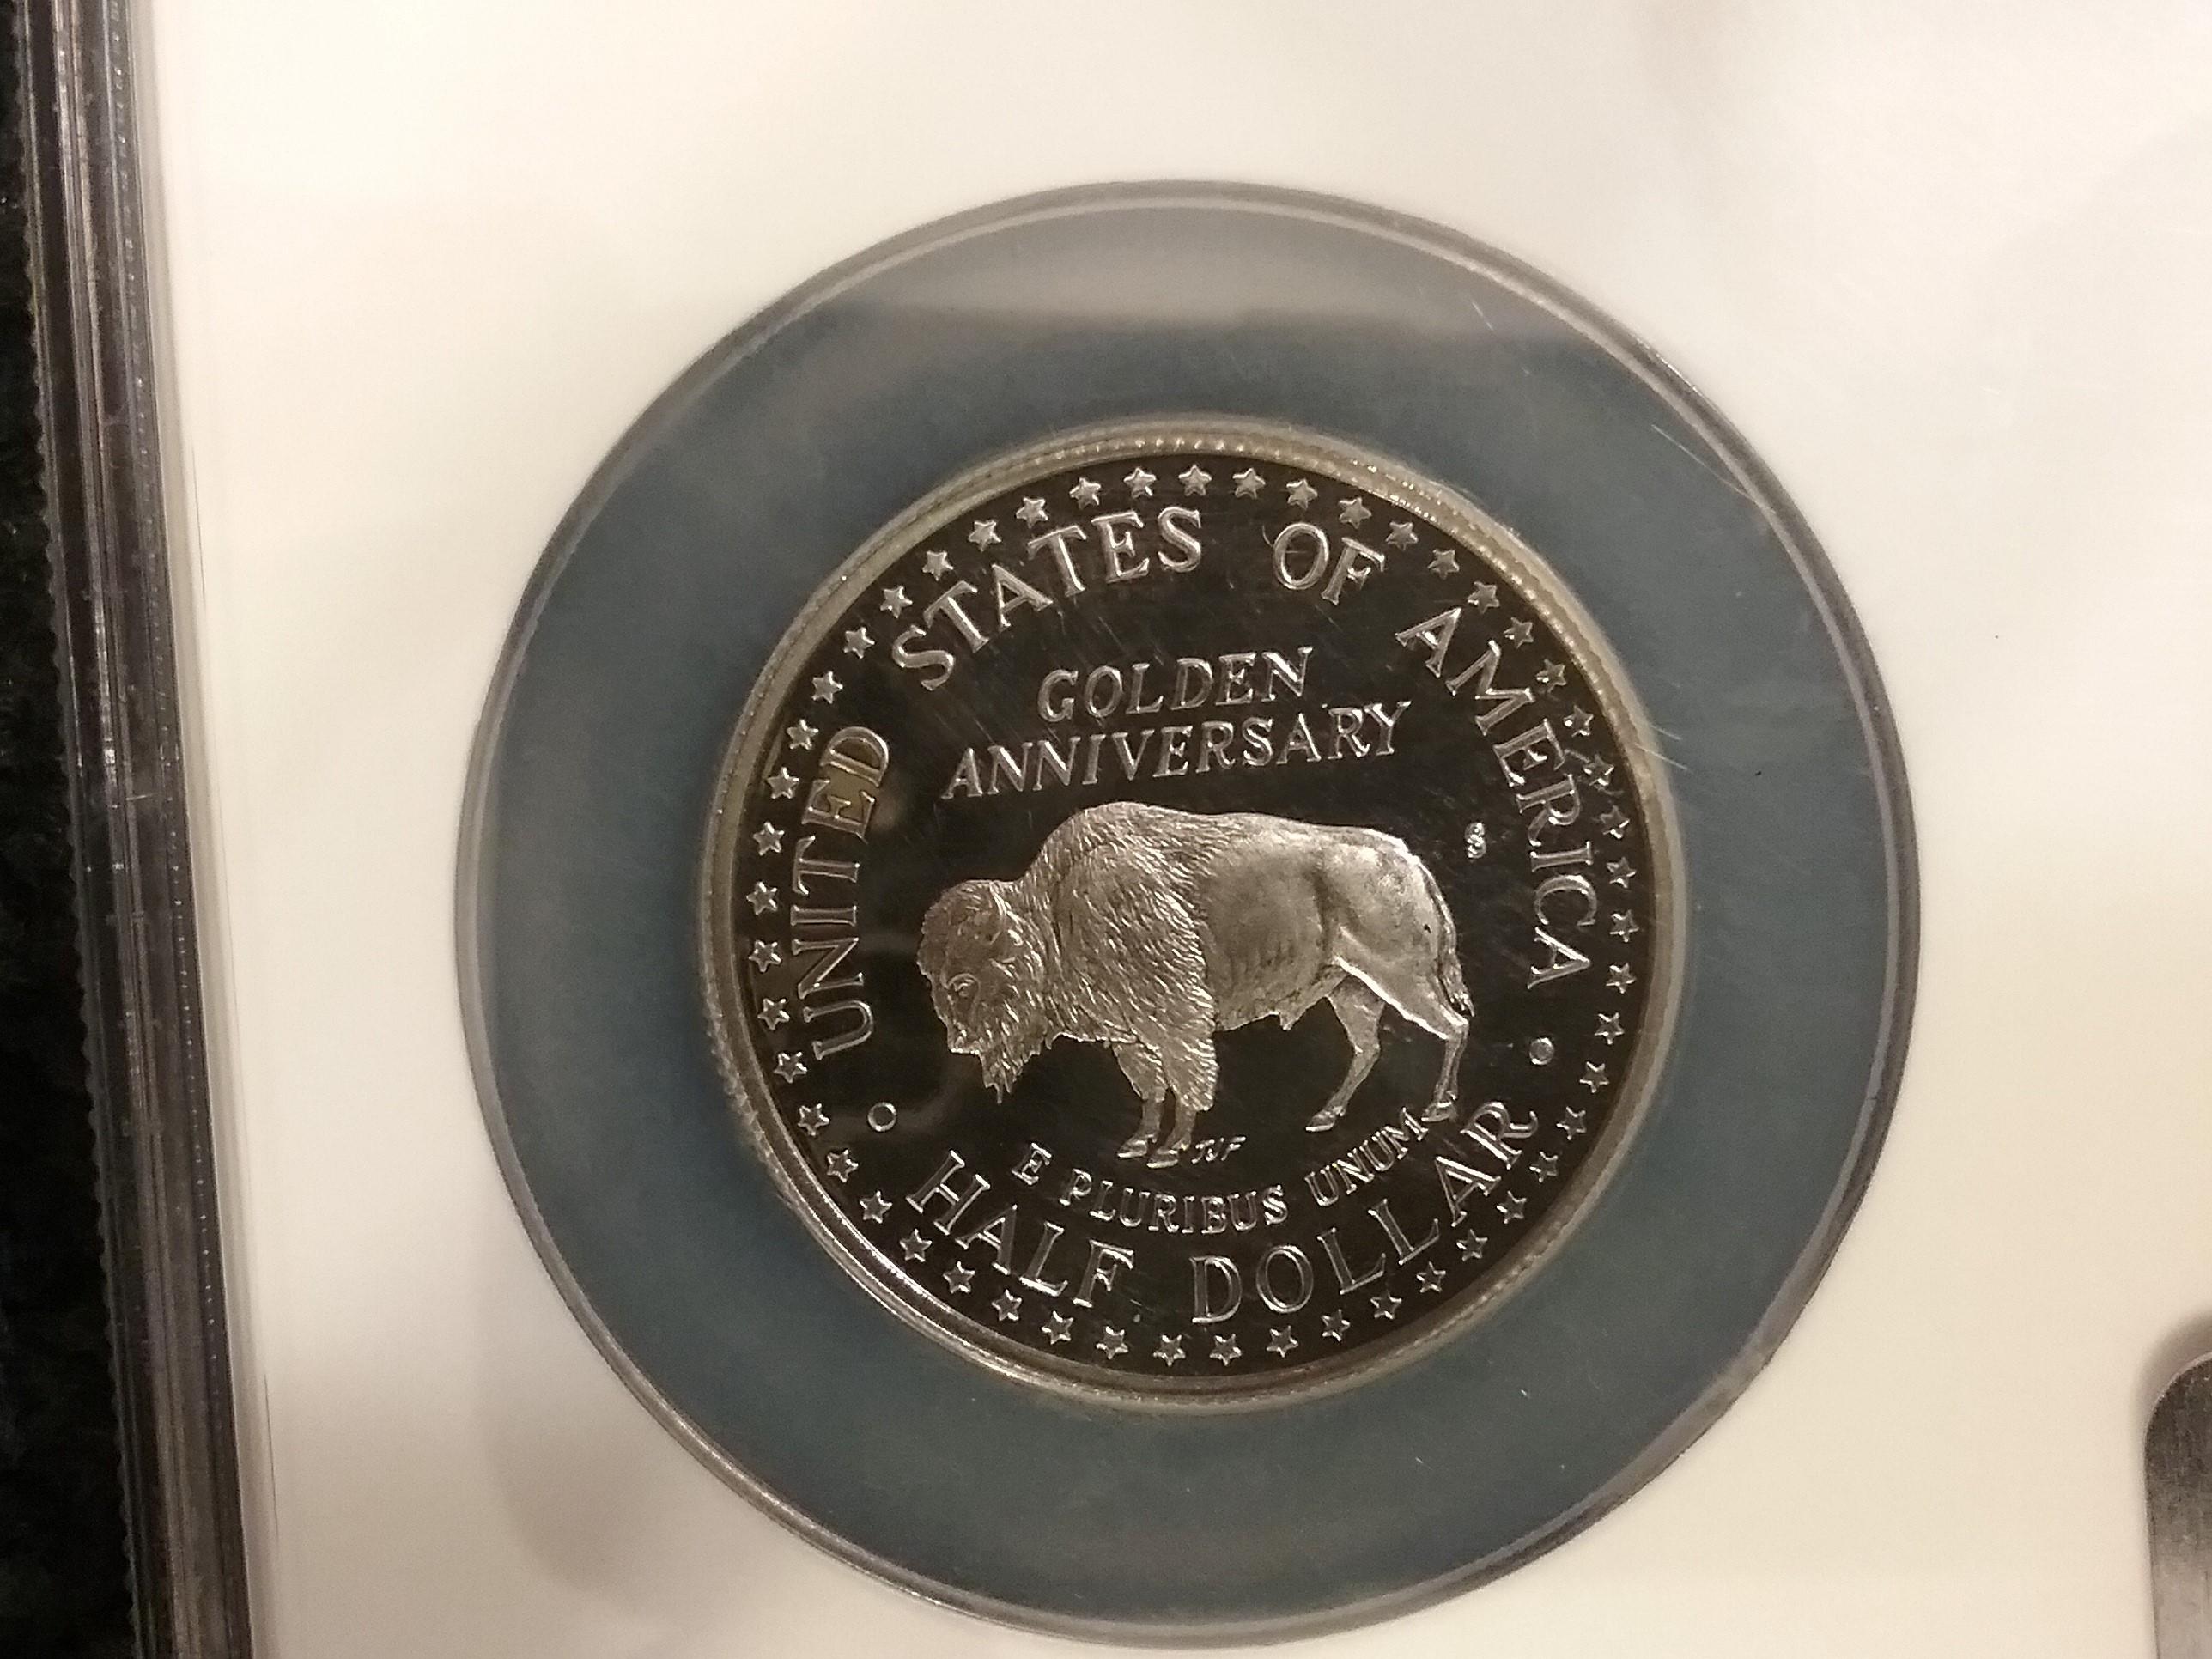 UNITED STATES OF AMERICA
GOLDEN
ANNIVERSARY
S
TJF
E PLURIBUS UNUM
HALF DOLLAR